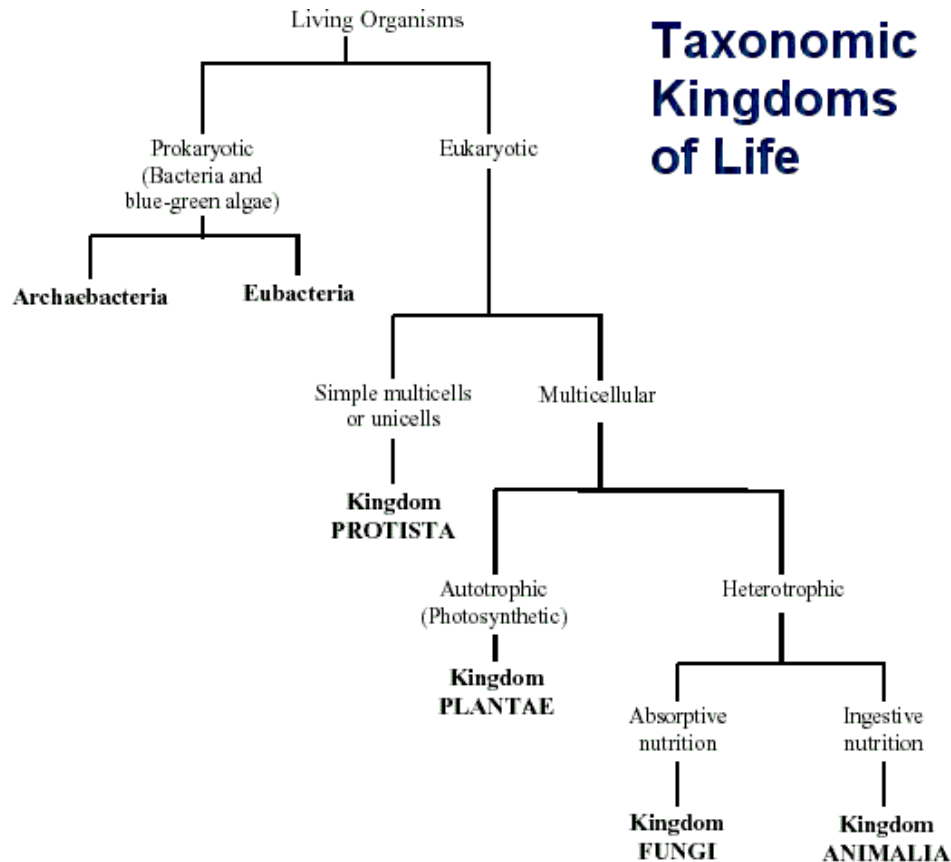 Living Organisms
Taxonomic
Kingdoms
of Life
Prokaryotic
(Bacteria and
blue-green algae)
Eukaryotic
Archaebacteria
Eubacteria
Simple multicells
or unicells
Multicellular
Kingdom
PROTISTA
Autotrophic
(Photosynthetic)
Heterotrophic
Kingdom
PLANTAE
Absorptive
nutrition
Ingestive
nutrition
Kingdom
FUNGI
Kingdom
ANIMALIA